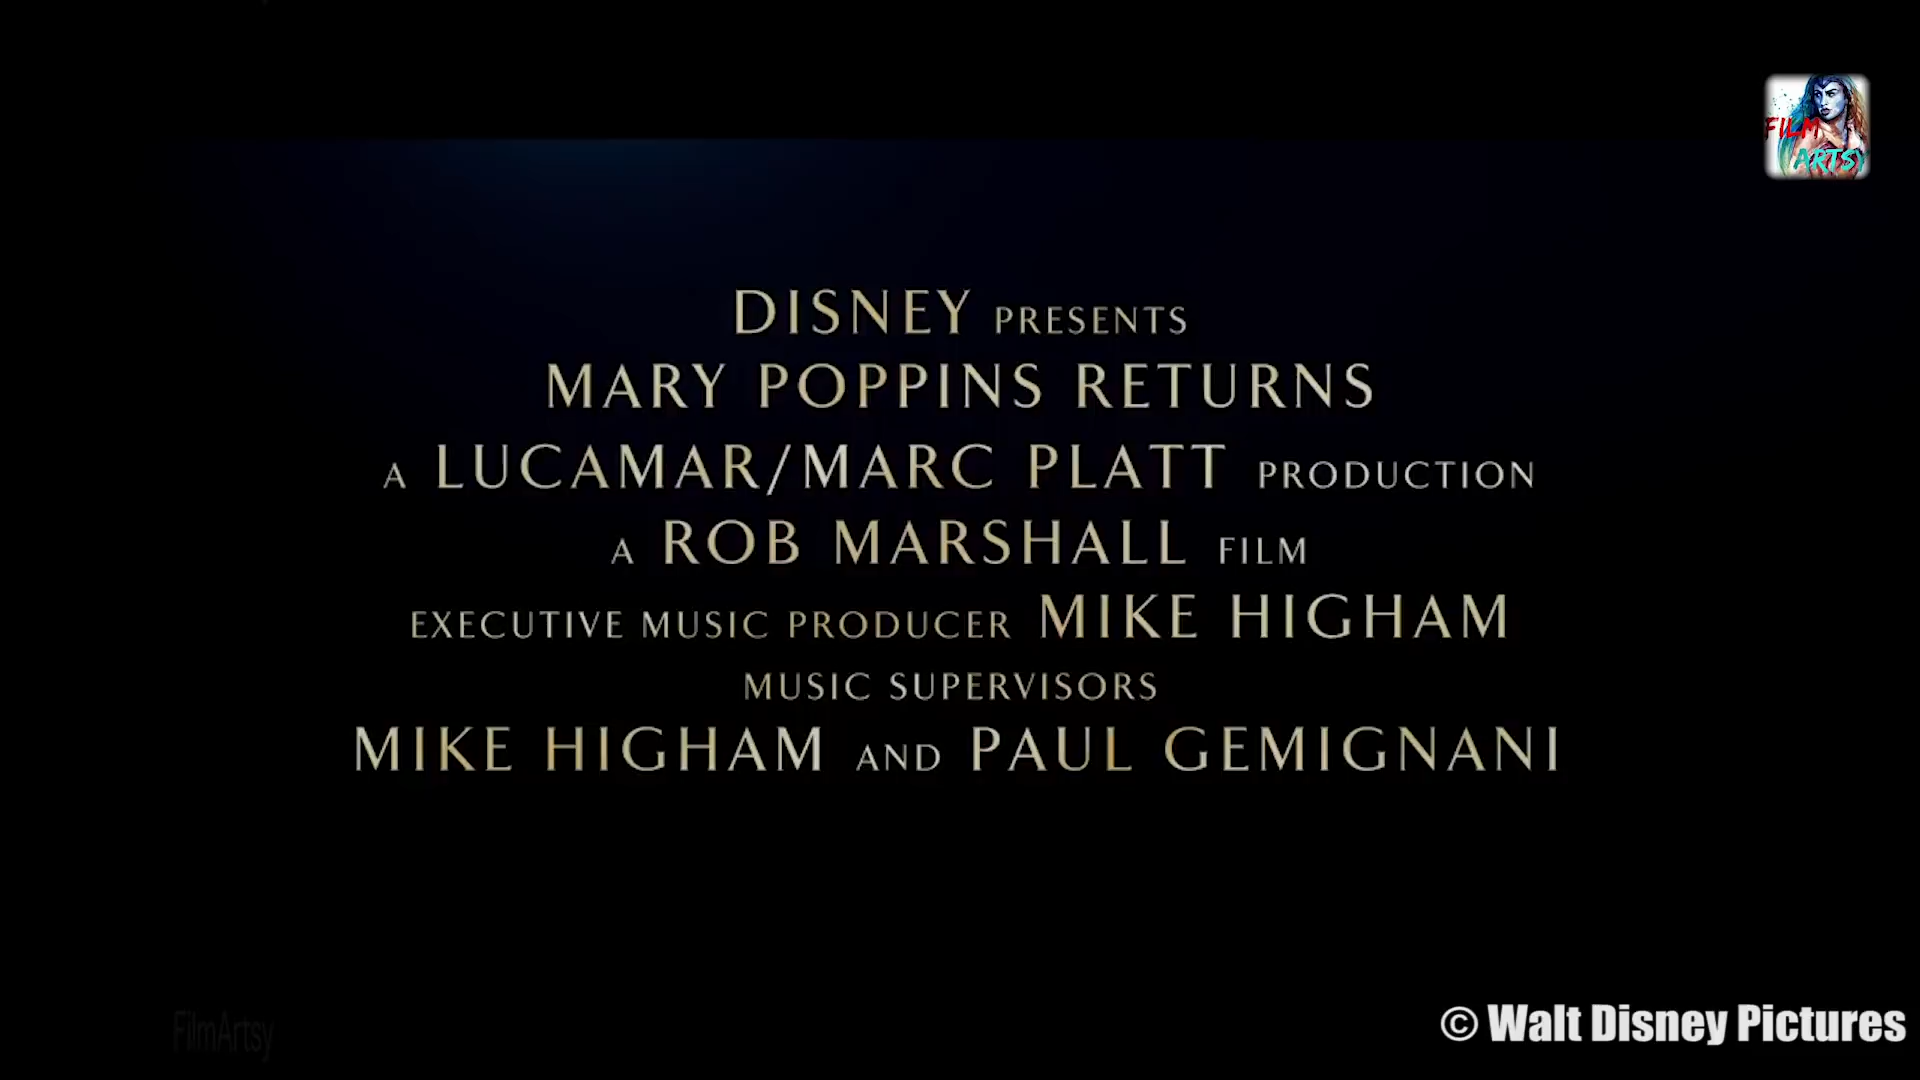 FILM
ARTSY
DISNEY PRESENTS
MARY POPPINS RETURNS
A LUCAMAR/MARC PLATT PRODUCTION
A ROB MARSHALL FILM
EXECUTIVE MUSIC PRODUCER MIKE HIGHAM
MUSIC SUPERVISORS
MIKE HIGHAM AND PAUL GEMIGNANI
FilmArtsy
© Walt Disney Pictures